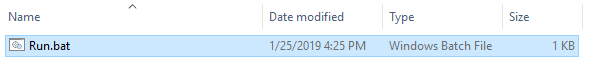 Name Date modified Type Size
Run.bat 1/25/2019 4:25 PM Windows Batch File 1 KB